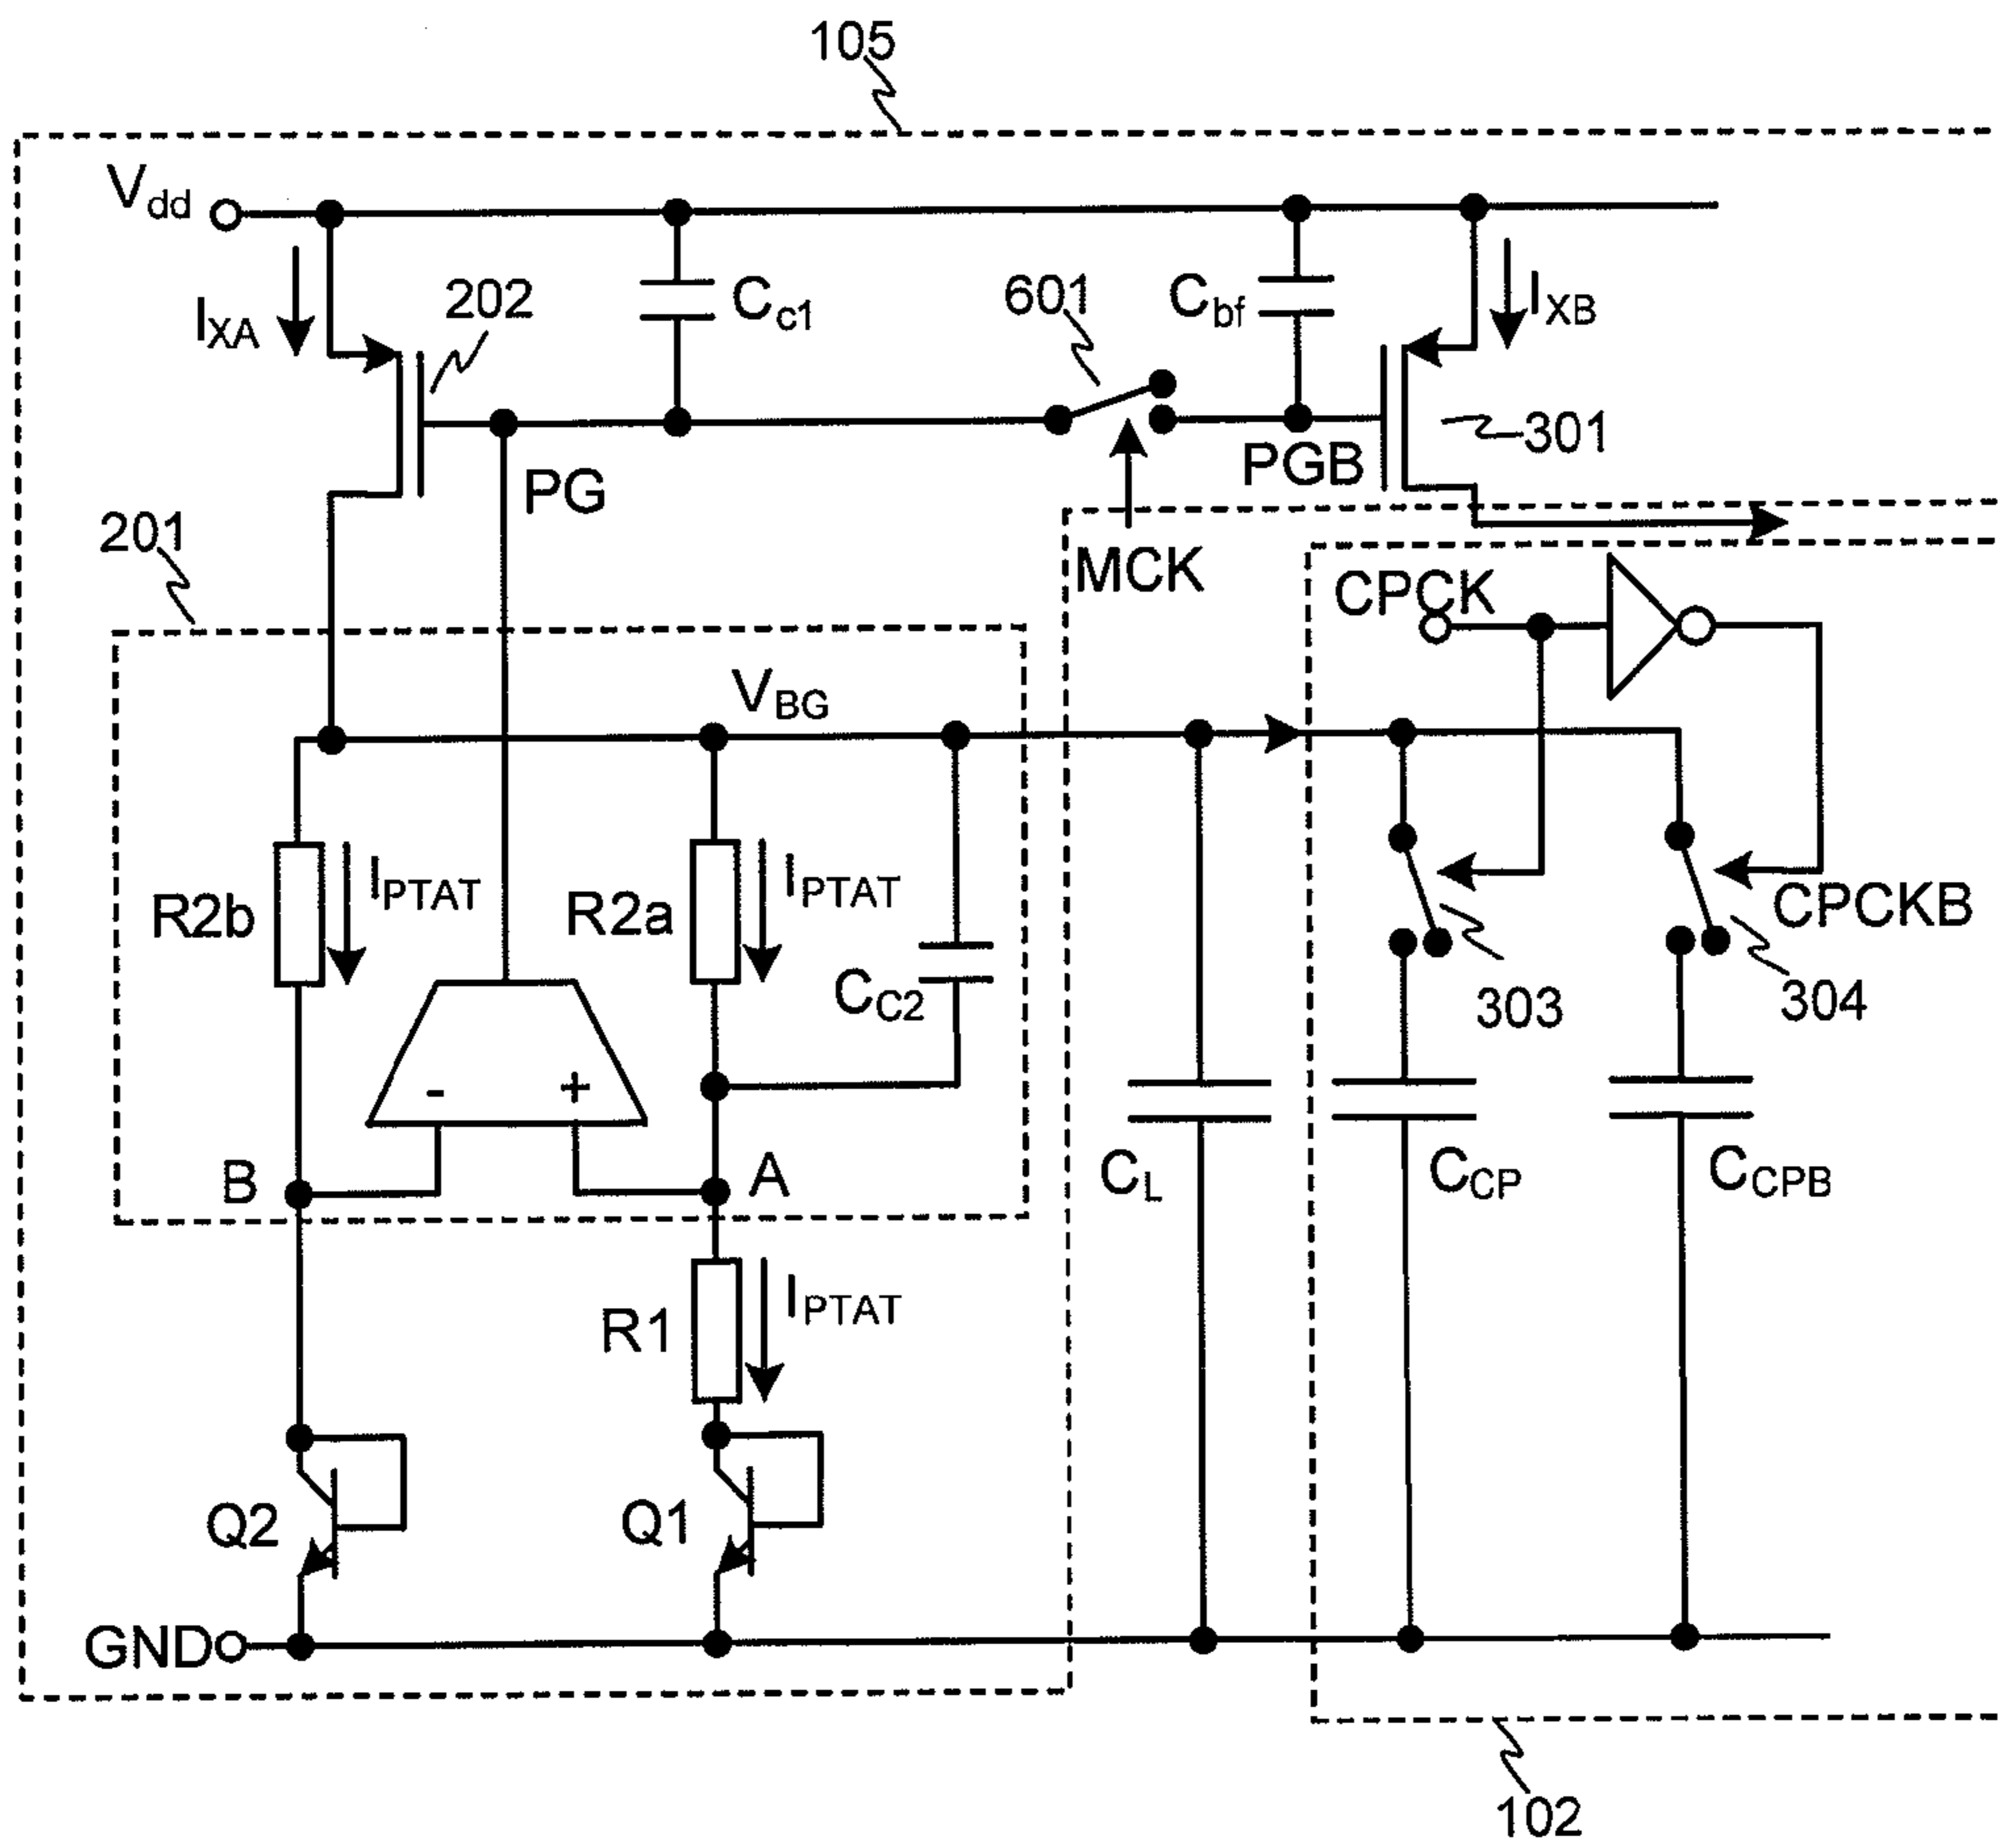 105
Vdd
IXA
202
Cc1
601
Cbf
IXB
301
PG
PGB
201
MCK
CPCK
VBG
R2b
IPTAT
R2a
IPTAT
CC2
CPCKB
303
304
-
+
B
A
CL
CCP
CCPB
R1
IPTAT
Q2
Q1
GND
102